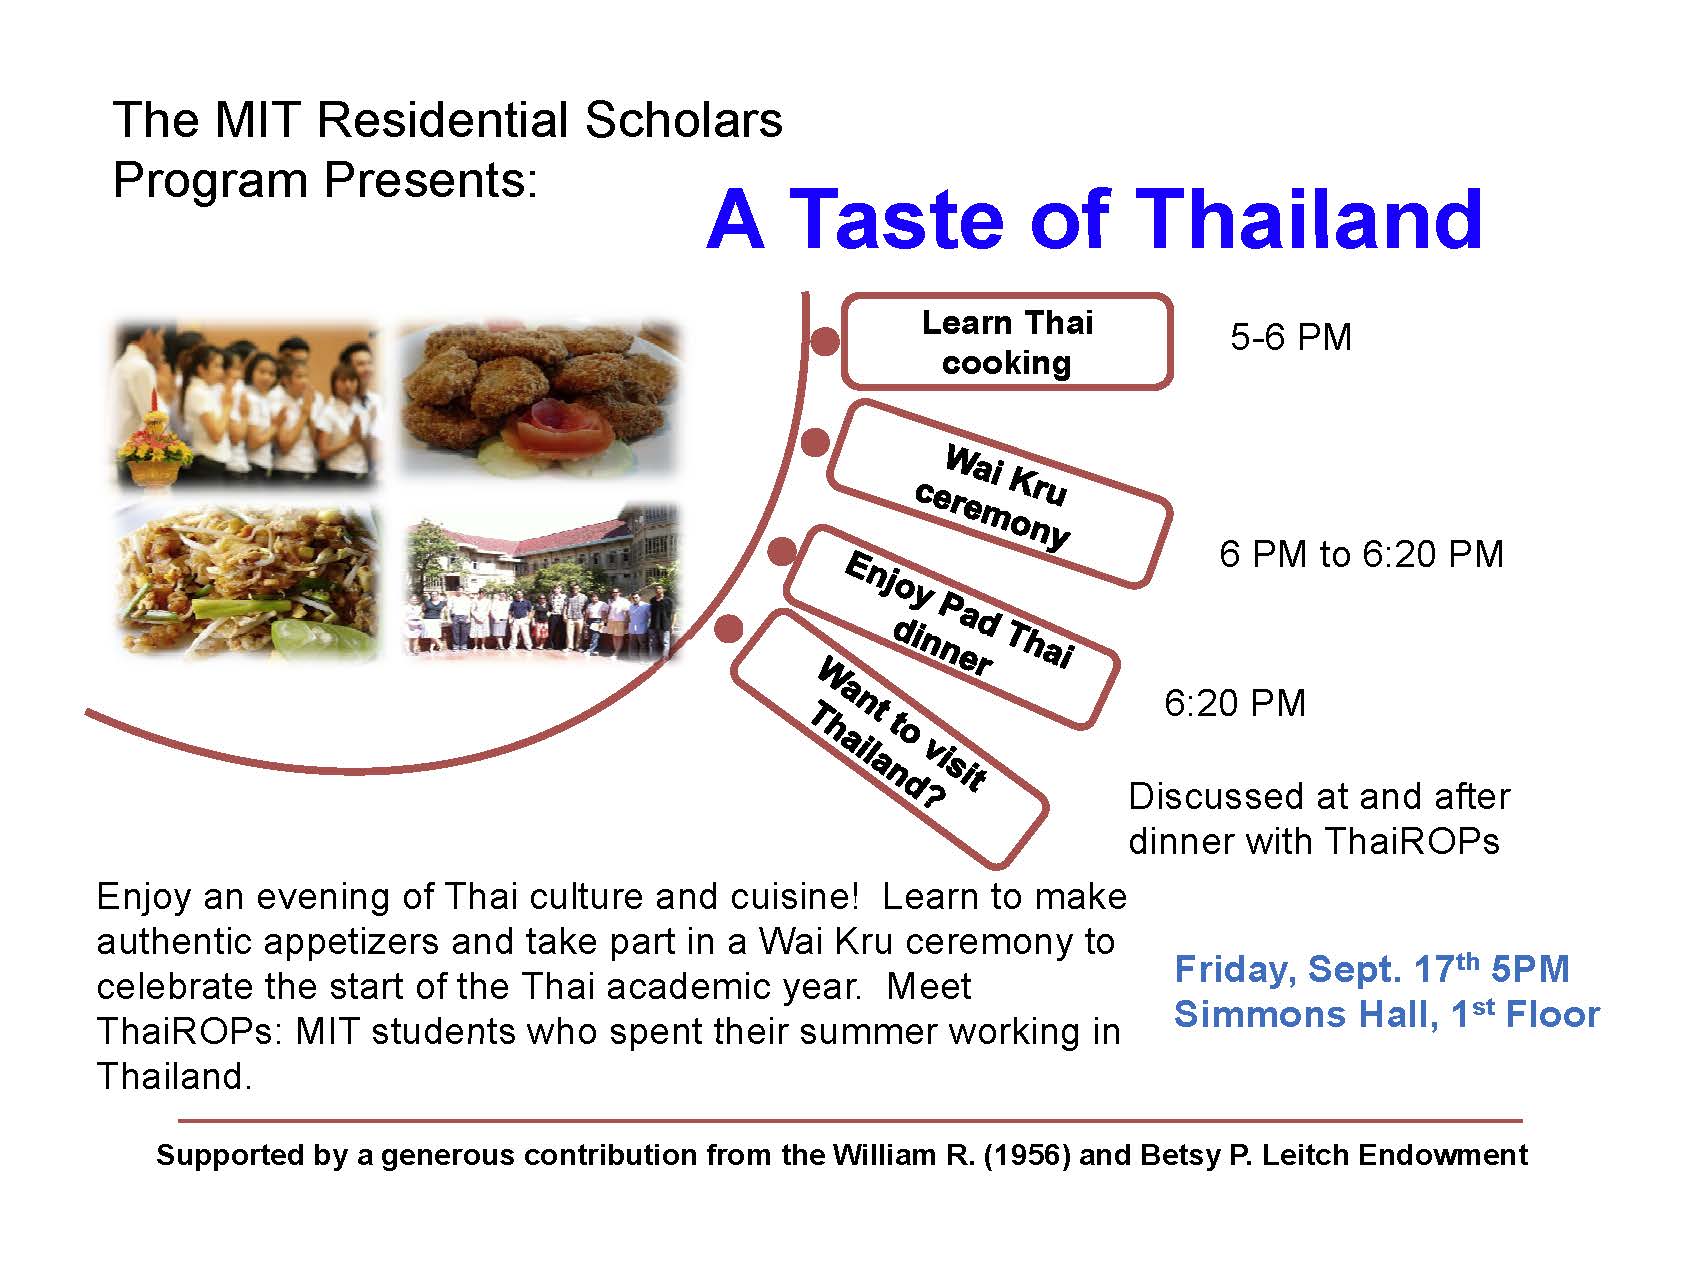 The MIT Residential Scholars
Program Presents:
A Taste of Thailand
Learn Thai
cooking
5-6 PM
Wai Kru
ceremony
6 PM to 6:20 PM
Enjoy Pad Thai
dinner
6:20 PM
Want to visit
Thailand?
Discussed at and after
dinner with ThaiROPs
Enjoy an evening of Thai culture and cuisine!  Learn to make
authentic appetizers and take part in a Wai Kru ceremony to
celebrate the start of the Thai academic year.  Meet
ThaiROPs: MIT students who spent their summer working in
Thailand.
Friday, Sept. 17th 5PM
Simmons Hall, 1st Floor
Supported by a generous contribution from the William R. (1956) and Betsy P. Leitch Endowment